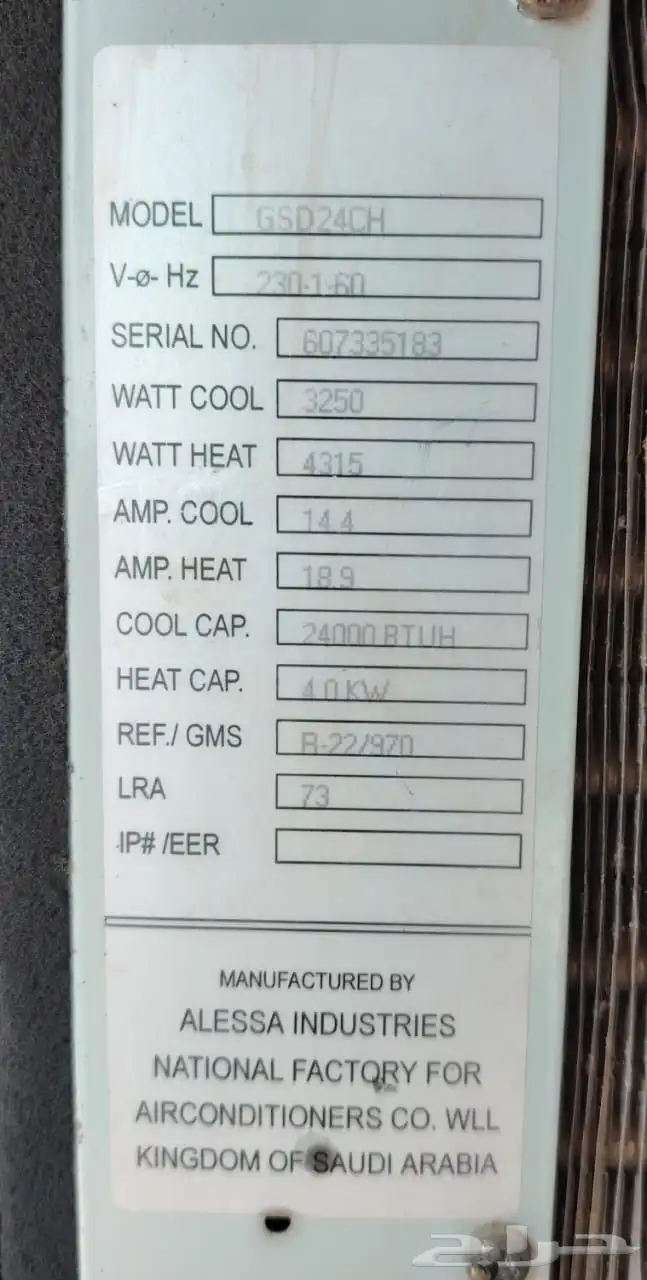 MODEL GSD24CH
V-ø- Hz 230-1-60
SERIAL NO. 607335183
WATT COOL 3250
WATT HEAT 4315
AMP. COOL 14.4
AMP. HEAT 18.9
COOL CAP. 24000 BTUH
HEAT CAP. 4.0 KW
REF./ GMS R-22/970
LRA 73
IP# /EER
MANUFACTURED BY
ALESSA INDUSTRIES
NATIONAL FACTORY FOR
AIRCONDITIONERS CO. WLL
KINGDOM OF SAUDI ARABIA
حراج